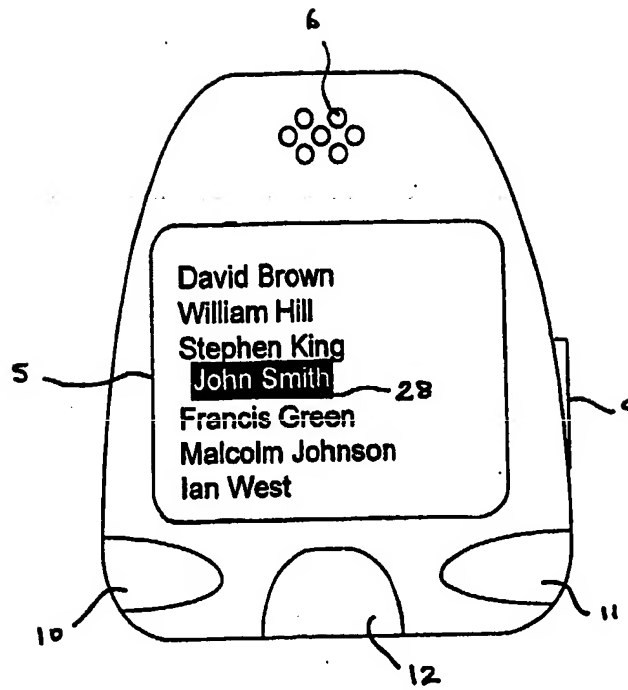 6
David Brown
William Hill
Stephen King
John Smith
Francis Green
Malcolm Johnson
Ian West
5
28
9
10
11
12